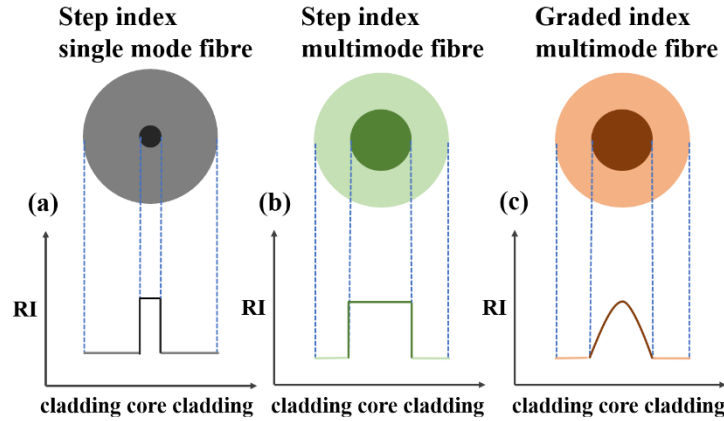 Step index
single mode fibre
Step index
multimode fibre
Graded index
multimode fibre
(a)
(b)
(c)
RI
RI
RI
cladding core cladding
cladding core cladding
cladding core cladding